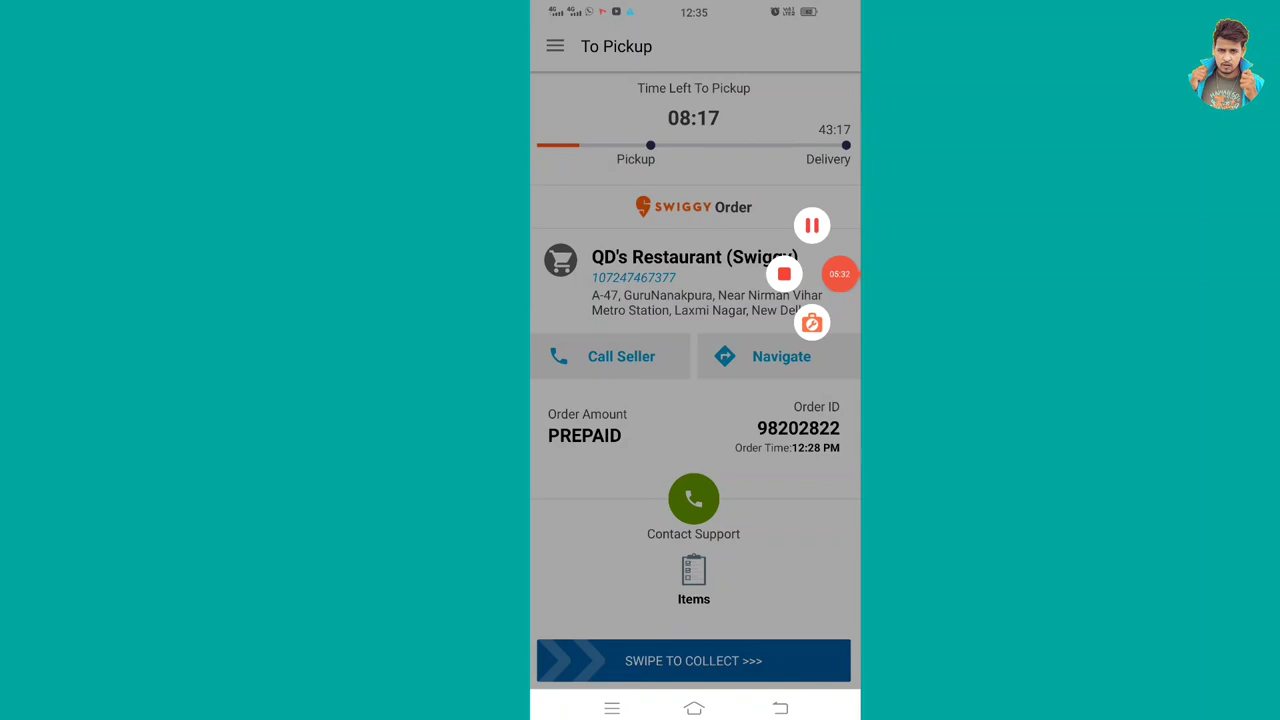 12:35
To Pickup
Time Left To Pickup
08:17
43:17
Pickup
Delivery
SWIGGY Order
QD's Restaurant (Swiggy)
107247467377
05:32
A-47, GuruNanakpura, Near Nirman Vihar
Metro Station, Laxmi Nagar, New
Call Seller
Navigate
Order Amount
Order ID
PREPAID
98202822
Order Time:12:28 PM
Contact Support
Items
SWIPE TO COLLECT >>>